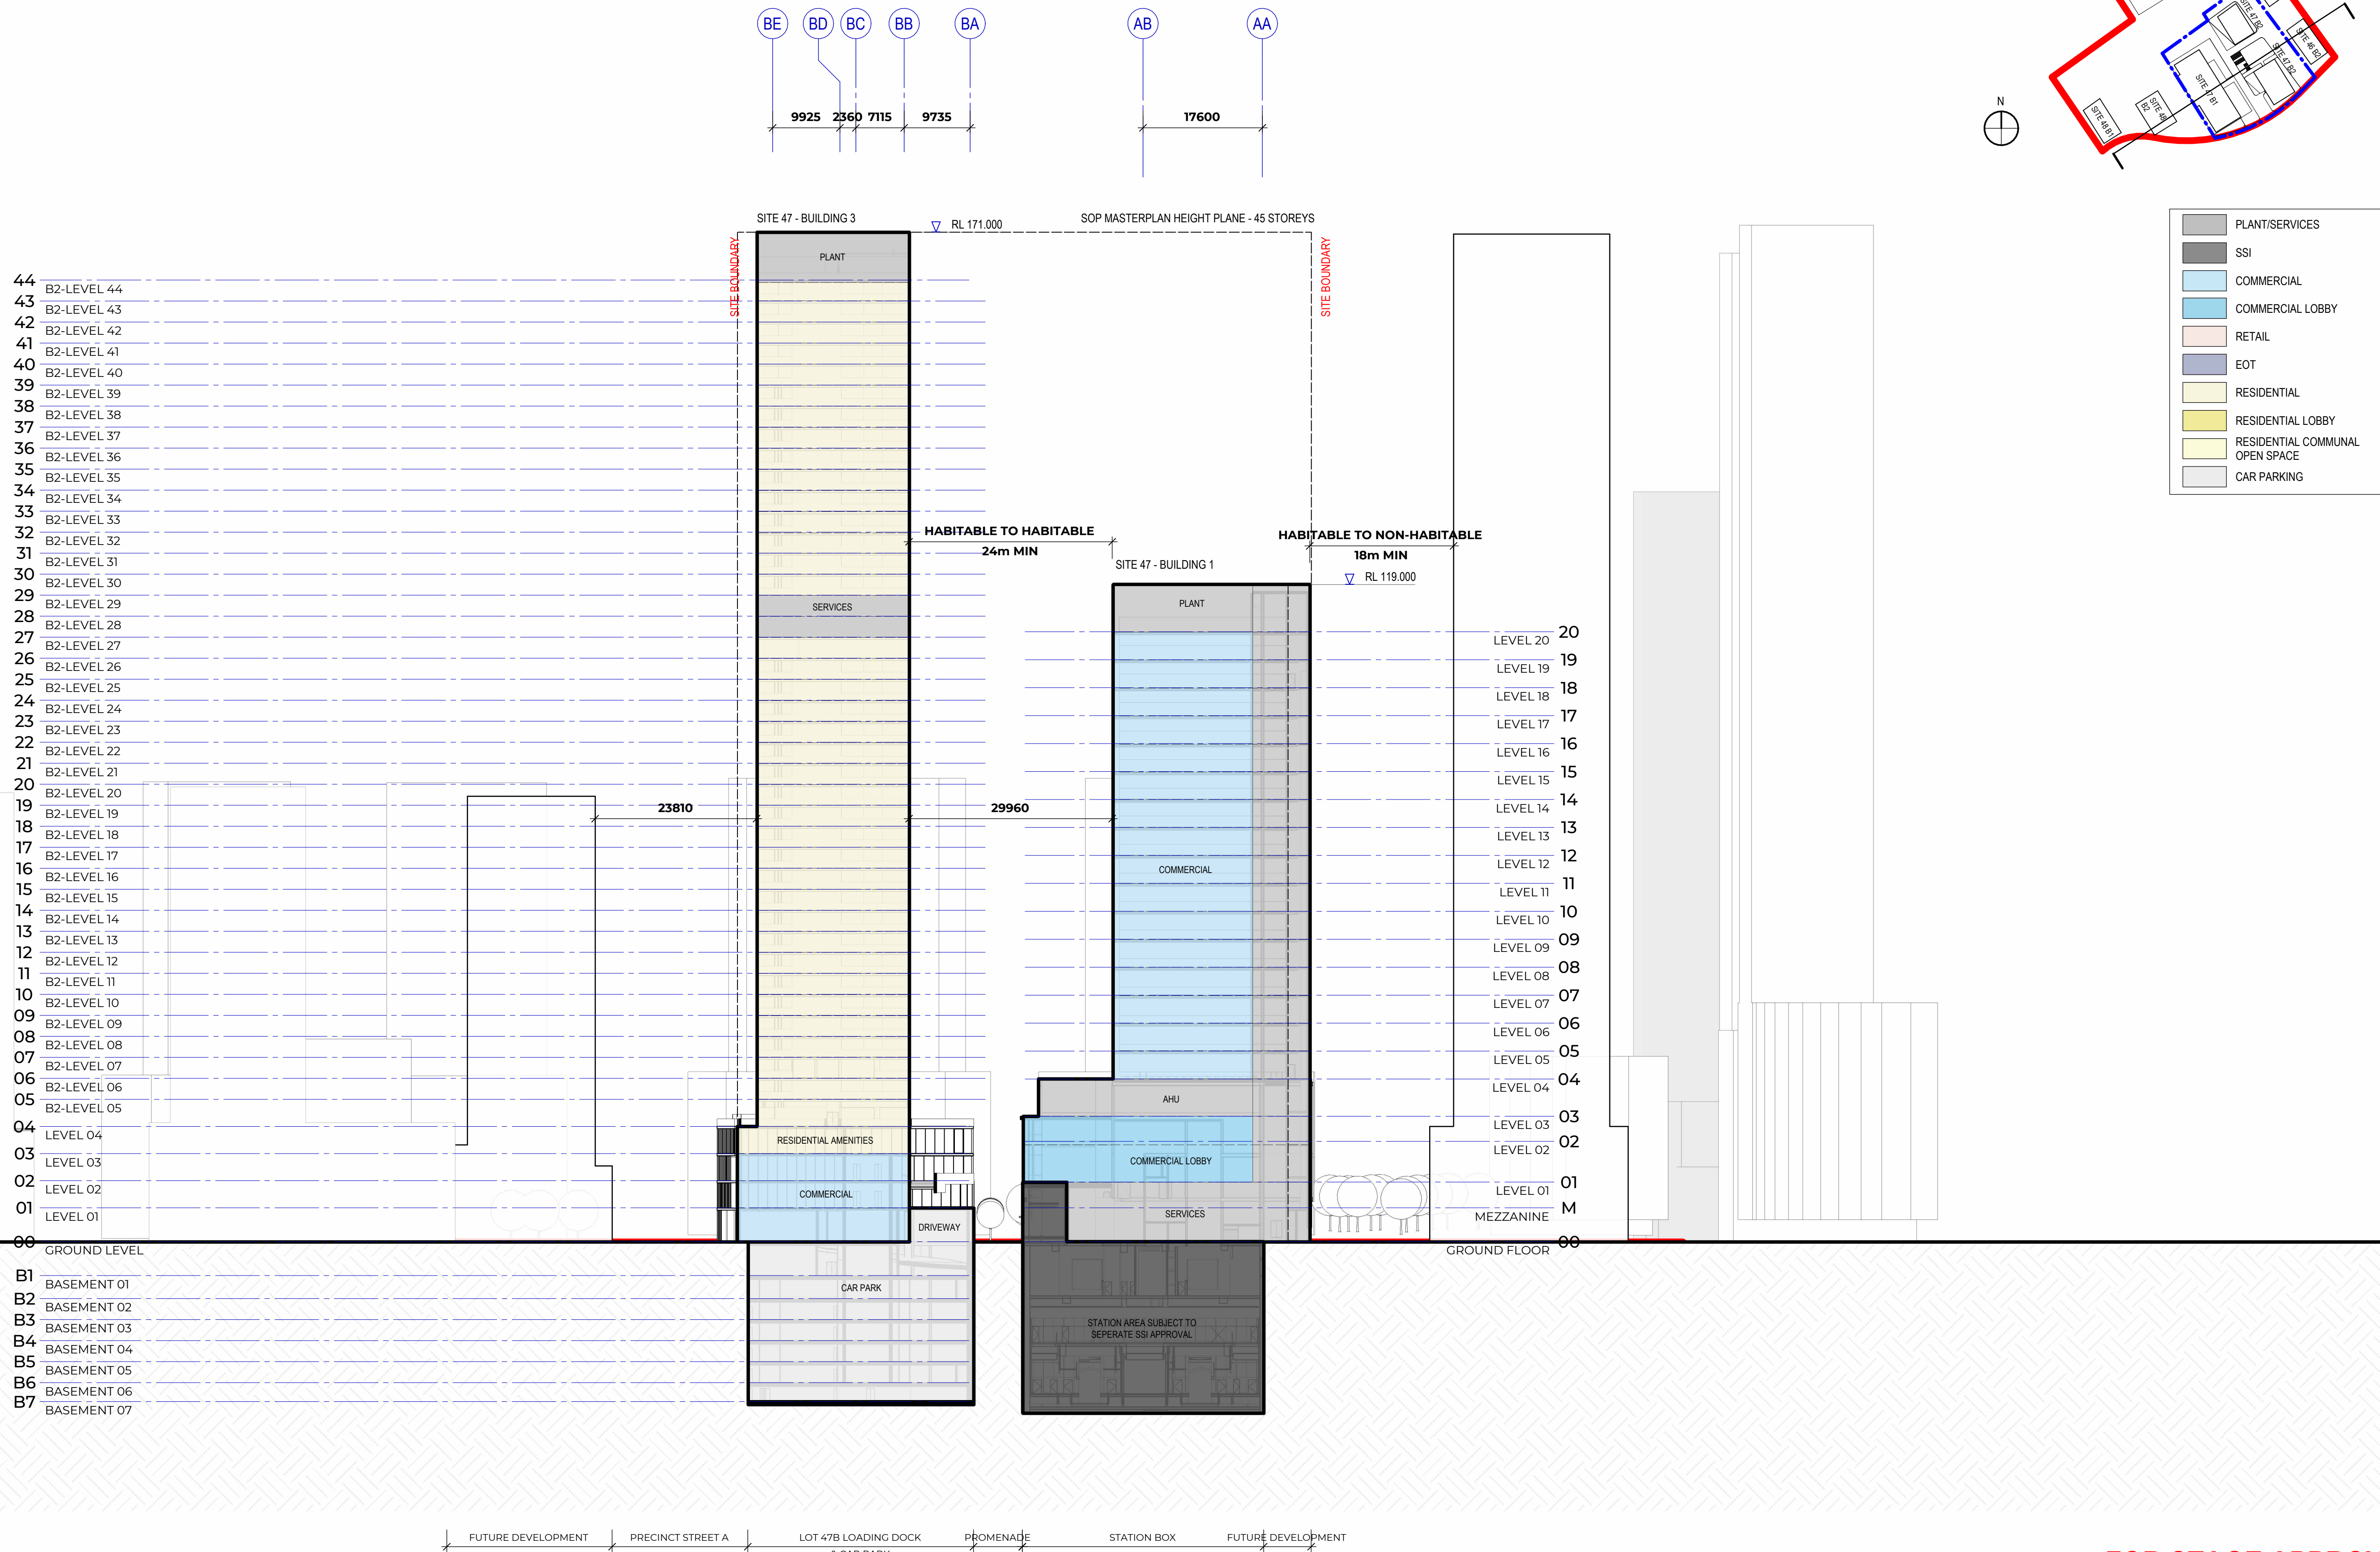 BE BD BC BB BA AB AA
9925 2360 7115 9735 17600
N
SITE 47 B2
SITE 46 B2
SITE 47 B2
SITE 47 B1
SITE 48
B2
SITE 48 B1
SITE 47 - BUILDING 3
RL 171.000
SOP MASTERPLAN HEIGHT PLANE - 45 STOREYS
SITE BOUNDARY
SITE BOUNDARY
PLANT/SERVICES
SSI
COMMERCIAL
COMMERCIAL LOBBY
RETAIL
EOT
RESIDENTIAL
RESIDENTIAL LOBBY
RESIDENTIAL COMMUNAL
OPEN SPACE
CAR PARKING
44 B2-LEVEL 44
43 B2-LEVEL 43
42 B2-LEVEL 42
41 B2-LEVEL 41
40 B2-LEVEL 40
39 B2-LEVEL 39
38 B2-LEVEL 38
37 B2-LEVEL 37
36 B2-LEVEL 36
35 B2-LEVEL 35
34 B2-LEVEL 34
33 B2-LEVEL 33
32 B2-LEVEL 32
31 B2-LEVEL 31
30 B2-LEVEL 30
29 B2-LEVEL 29
28 B2-LEVEL 28
27 B2-LEVEL 27
26 B2-LEVEL 26
25 B2-LEVEL 25
24 B2-LEVEL 24
23 B2-LEVEL 23
22 B2-LEVEL 22
21 B2-LEVEL 21
20 B2-LEVEL 20
19 B2-LEVEL 19
18 B2-LEVEL 18
17 B2-LEVEL 17
16 B2-LEVEL 16
15 B2-LEVEL 15
14 B2-LEVEL 14
13 B2-LEVEL 13
12 B2-LEVEL 12
11 B2-LEVEL 11
10 B2-LEVEL 10
09 B2-LEVEL 09
08 B2-LEVEL 08
07 B2-LEVEL 07
06 B2-LEVEL 06
05 B2-LEVEL 05
04 LEVEL 04
03 LEVEL 03
02 LEVEL 02
01 LEVEL 01
00 GROUND LEVEL
B1 BASEMENT 01
B2 BASEMENT 02
B3 BASEMENT 03
B4 BASEMENT 04
B5 BASEMENT 05
B6 BASEMENT 06
B7 BASEMENT 07
PLANT
SERVICES
23810
29960
RESIDENTIAL AMENITIES
COMMERCIAL
DRIVEWAY
CAR PARK
HABITABLE TO HABITABLE
24m MIN
HABITABLE TO NON-HABITABLE
18m MIN
SITE 47 - BUILDING 1
RL 119.000
PLANT
COMMERCIAL
AHU
COMMERCIAL LOBBY
SERVICES
STATION AREA SUBJECT TO
SEPERATE SSI APPROVAL
LEVEL 20 20
LEVEL 19 19
LEVEL 18 18
LEVEL 17 17
LEVEL 16 16
LEVEL 15 15
LEVEL 14 14
LEVEL 13 13
LEVEL 12 12
LEVEL 11 11
LEVEL 10 10
LEVEL 09 09
LEVEL 08 08
LEVEL 07 07
LEVEL 06 06
LEVEL 05 05
LEVEL 04 04
LEVEL 03 03
LEVEL 02 02
LEVEL 01 01
MEZZANINE M
GROUND FLOOR 00
FUTURE DEVELOPMENT PRECINCT STREET A LOT 47B LOADING DOCK PROMENADE STATION BOX FUTURE DEVELOPMENT